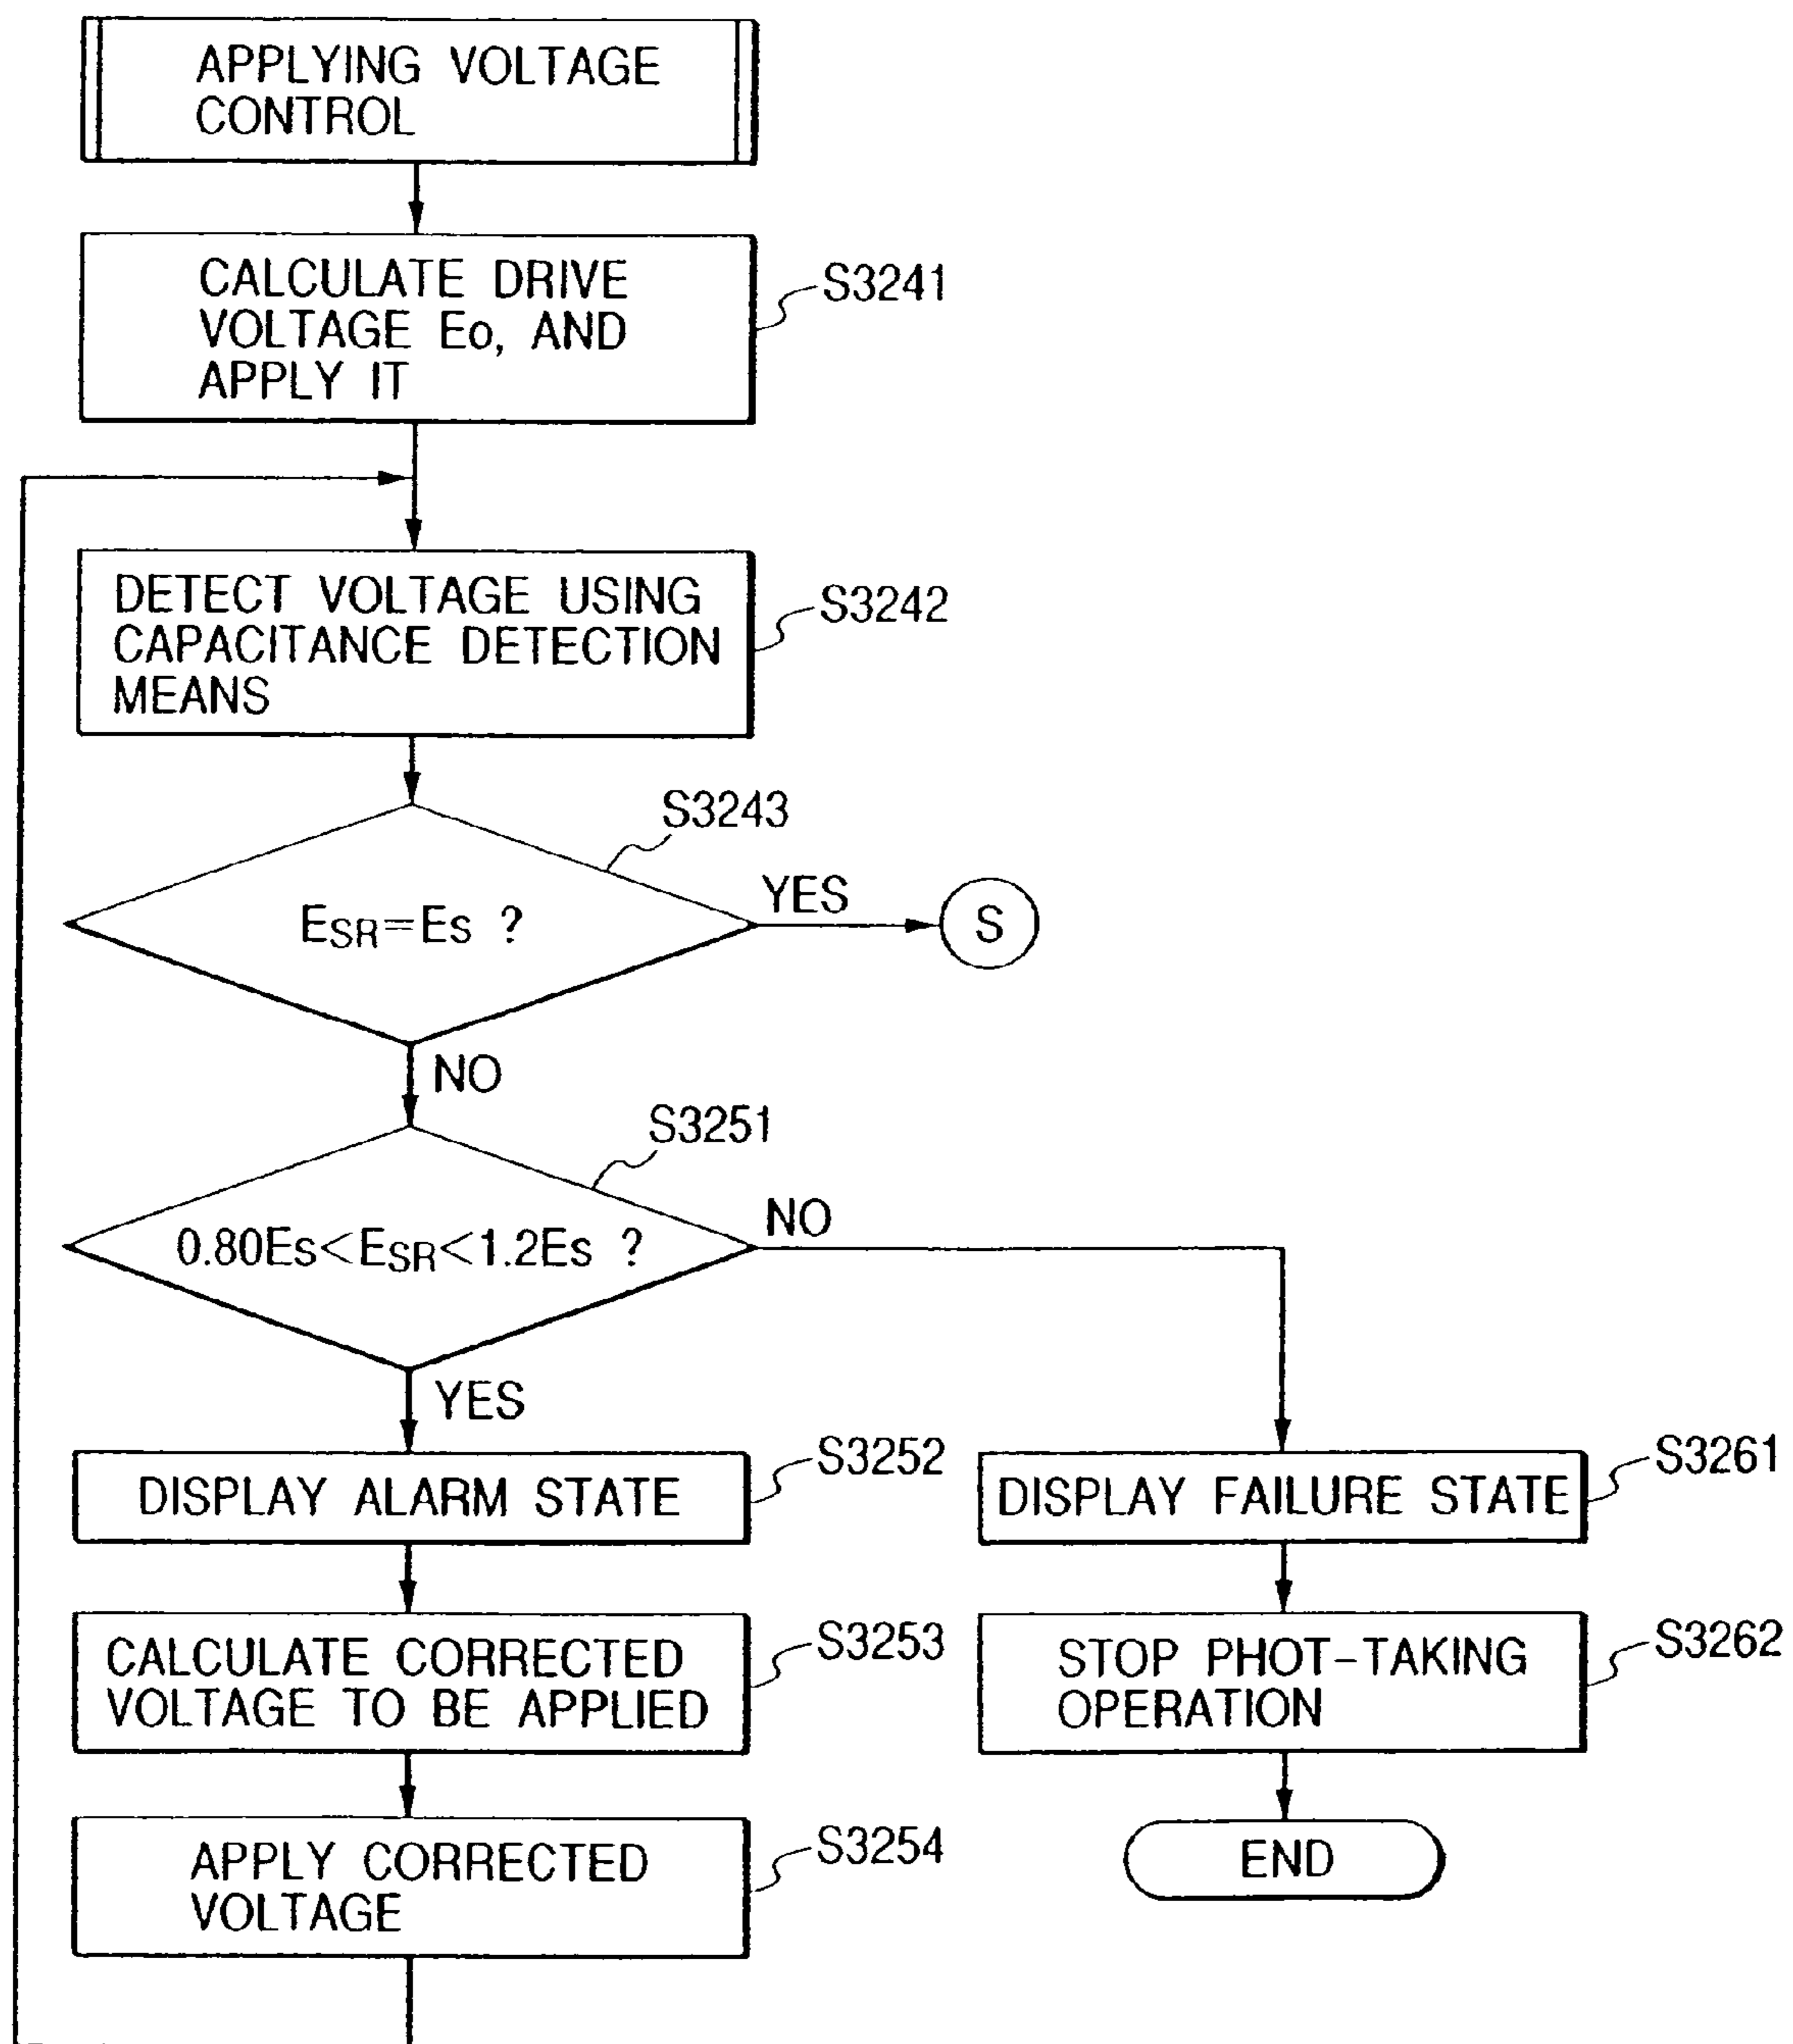 APPLYING VOLTAGE
CONTROL
CALCULATE DRIVE
VOLTAGE Eo, AND
APPLY IT
S3241
DETECT VOLTAGE USING
CAPACITANCE DETECTION
MEANS
S3242
S3243
ESR=Es ?
YES
S
NO
S3251
0.80Es<ESR<1.2Es ?
NO
YES
DISPLAY ALARM STATE
S3252
DISPLAY FAILURE STATE
S3261
CALCULATE CORRECTED
VOLTAGE TO BE APPLIED
S3253
STOP PHOT-TAKING
OPERATION
S3262
APPLY CORRECTED
VOLTAGE
S3254
END